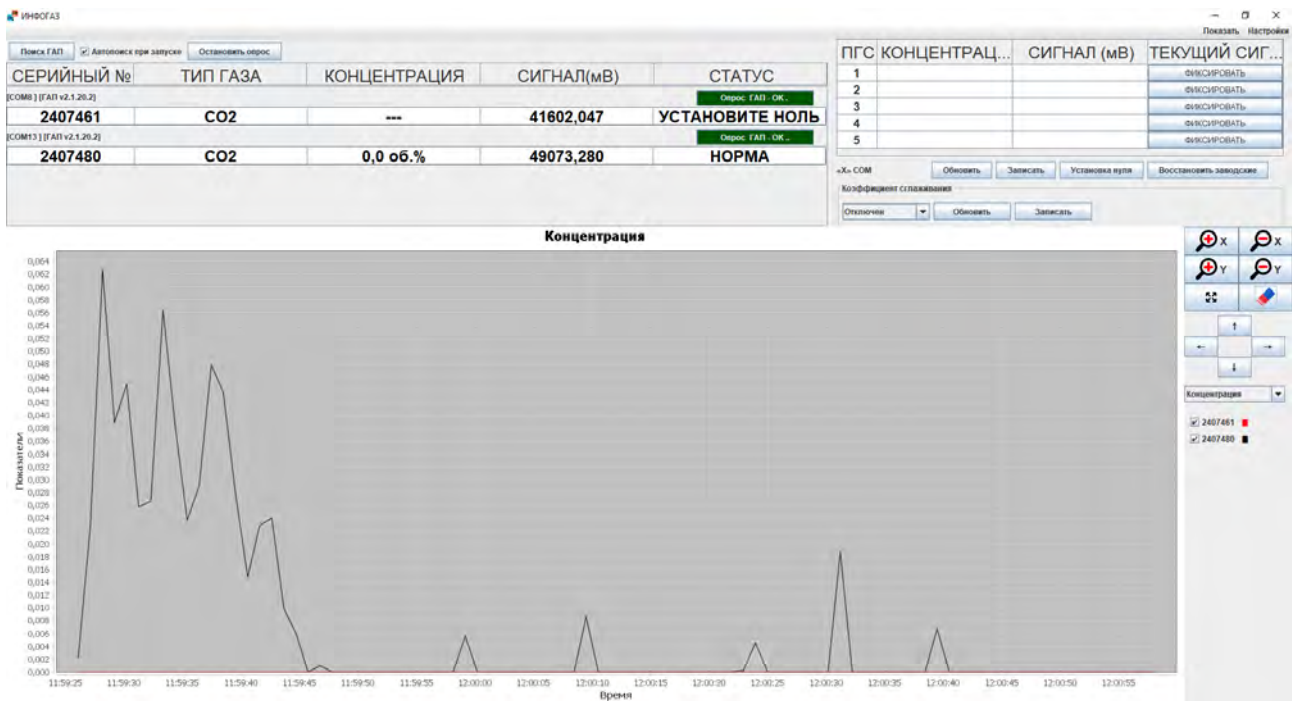 ИНФОГАЗ
Показать Настройки
Поиск ГАП Автопоиск при запуске Остановить опрос
СЕРИЙНЫЙ № ТИП ГАЗА КОНЦЕНТРАЦИЯ СИГНАЛ(мВ) СТАТУС
[COM8 ] [ГАП v2.1.20.2] Опрос ГАП - ОК .
2407461 CO2 --- 41602,047 УСТАНОВИТЕ НОЛЬ
[COM13 ] [ГАП v2.1.20.2] Опрос ГАП - ОК ..
2407480 CO2 0,0 об.% 49073,280 НОРМА
ПГС КОНЦЕНТРАЦ... СИГНАЛ (мВ) ТЕКУЩИЙ СИГ...
1 ФИКСИРОВАТЬ
2 ФИКСИРОВАТЬ
3 ФИКСИРОВАТЬ
4 ФИКСИРОВАТЬ
5 ФИКСИРОВАТЬ
«X» COM Обновить Записать Установка нуля Восстановить заводские
Коэффициент сглаживания
Отключен Обновить Записать
Концентрация
0,064
0,062
0,060
0,058
0,056
0,054
0,052
0,050
0,048
0,046
0,044
0,042
0,040
0,038
0,036
0,034
0,032
0,030
0,028
0,026
0,024
0,022
0,020
0,018
0,016
0,014
0,012
0,010
0,008
0,006
0,004
0,002
0,000
Показатели
11:59:25 11:59:30 11:59:35 11:59:40 11:59:45 11:59:50 11:59:55 12:00:00 12:00:05 12:00:10 12:00:15 12:00:20 12:00:25 12:00:30 12:00:35 12:00:40 12:00:45 12:00:50 12:00:55
Время
X X
Y Y
Концентрация
2407461
2407480